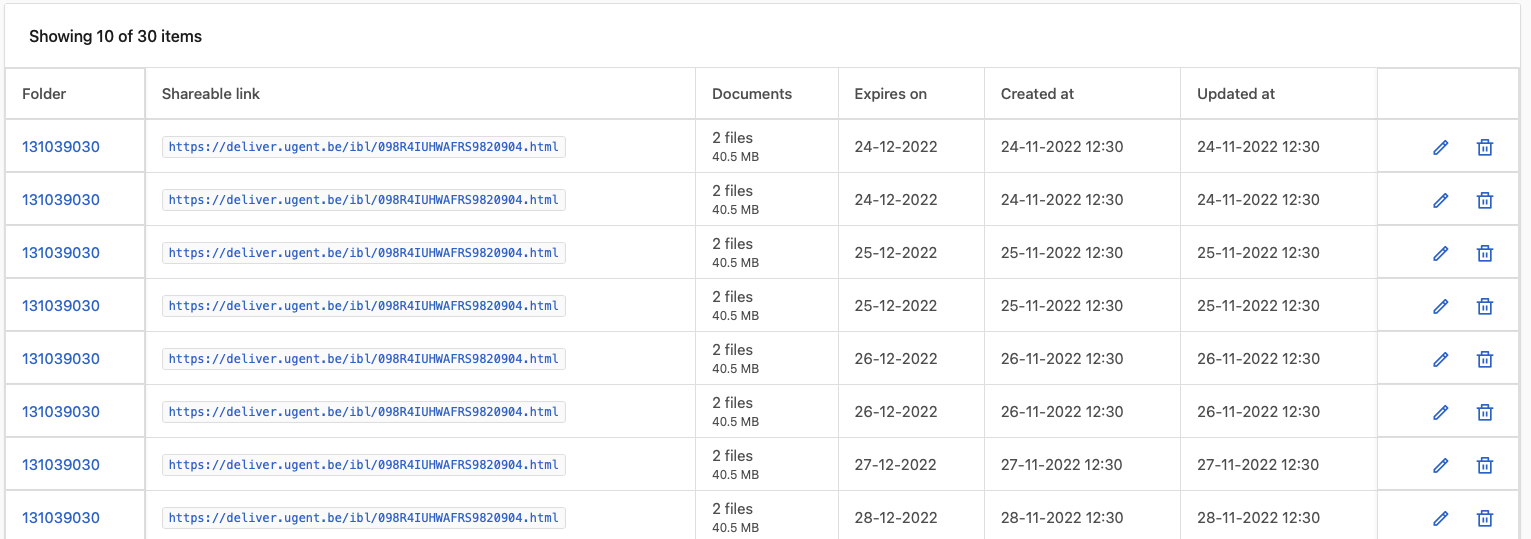 Showing 10 of 30 items
Folder Shareable link Documents Expires on Created at Updated at
131039030 https://deliver.ugent.be/ibl/098R4IUHWAFRS9820904.html 2 files 24-12-2022 24-11-2022 12:30 24-11-2022 12:30
40.5 MB
131039030 https://deliver.ugent.be/ibl/098R4IUHWAFRS9820904.html 2 files 24-12-2022 24-11-2022 12:30 24-11-2022 12:30
40.5 MB
131039030 https://deliver.ugent.be/ibl/098R4IUHWAFRS9820904.html 2 files 25-12-2022 25-11-2022 12:30 25-11-2022 12:30
40.5 MB
131039030 https://deliver.ugent.be/ibl/098R4IUHWAFRS9820904.html 2 files 25-12-2022 25-11-2022 12:30 25-11-2022 12:30
40.5 MB
131039030 https://deliver.ugent.be/ibl/098R4IUHWAFRS9820904.html 2 files 26-12-2022 26-11-2022 12:30 26-11-2022 12:30
40.5 MB
131039030 https://deliver.ugent.be/ibl/098R4IUHWAFRS9820904.html 2 files 26-12-2022 26-11-2022 12:30 26-11-2022 12:30
40.5 MB
131039030 https://deliver.ugent.be/ibl/098R4IUHWAFRS9820904.html 2 files 27-12-2022 27-11-2022 12:30 27-11-2022 12:30
40.5 MB
131039030 https://deliver.ugent.be/ibl/098R4IUHWAFRS9820904.html 2 files 28-12-2022 28-11-2022 12:30 28-11-2022 12:30
40.5 MB